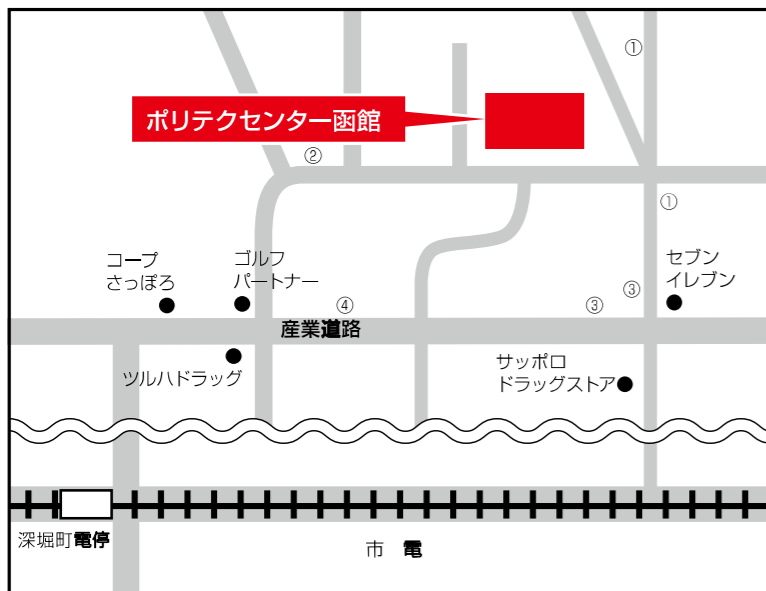 ①
ポリテクセンター函館
②
①
コープ
さっぽろ
ゴルフ
パートナー
セブン
イレブン
④
③
③
産業道路
ツルハドラッグ
サッポロ
ドラッグストア
深堀町電停
市 電